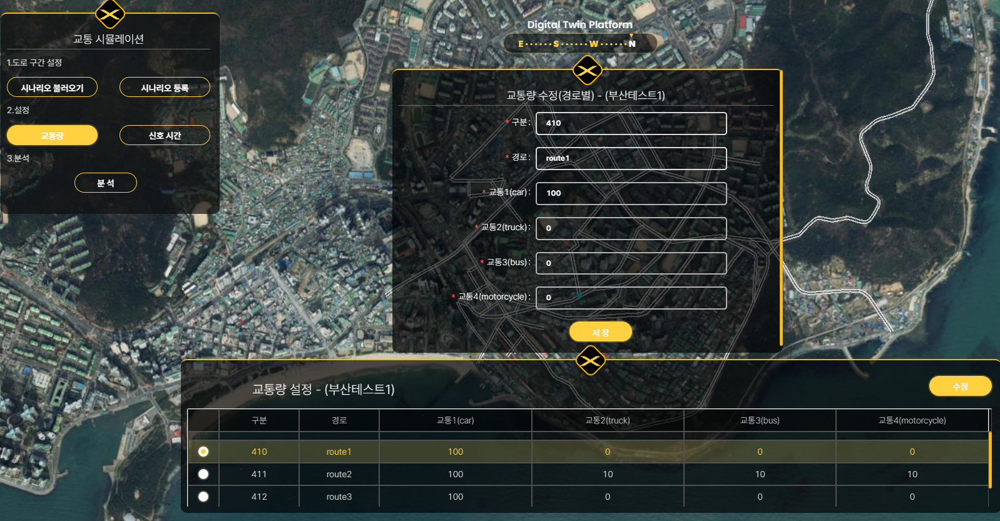 교통 시뮬레이션
1.도로 구간 설정
시나리오 불러오기 시나리오 등록
2.설정
교통량 신호 시간
3.분석
분 석
Digital Twin Platform
E······S······W······N
교통량 수정(경로별) - (부산테스트1)
* 구분 : 410
* 경로 : route1
* 교통1(car) : 100
* 교통2(truck) : 0
* 교통3(bus) : 0
* 교통4(motorcycle) : 0
저 장
교통량 설정 - (부산테스트1)
수정
구분 경로 교통1(car) 교통2(truck) 교통3(bus) 교통4(motorcycle)
410 route1 100 0 0 0
411 route2 100 10 10 10
412 route3 100 0 0 0